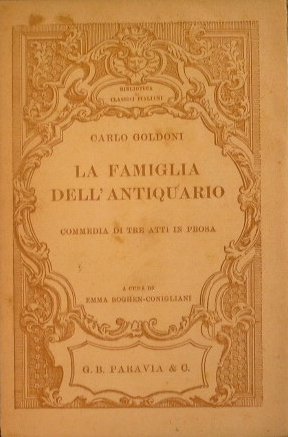 BIBLIOTECA
DI
CLASSICI ITALIANI
CARLO GOLDONI
LA FAMIGLIA
DELL'ANTIQUARIO
COMMEDIA DI TRE ATTI IN PROSA
A CURA DI
EMMA BOGHEN-CONIGLIANI
G. B. PARAVIA & C.